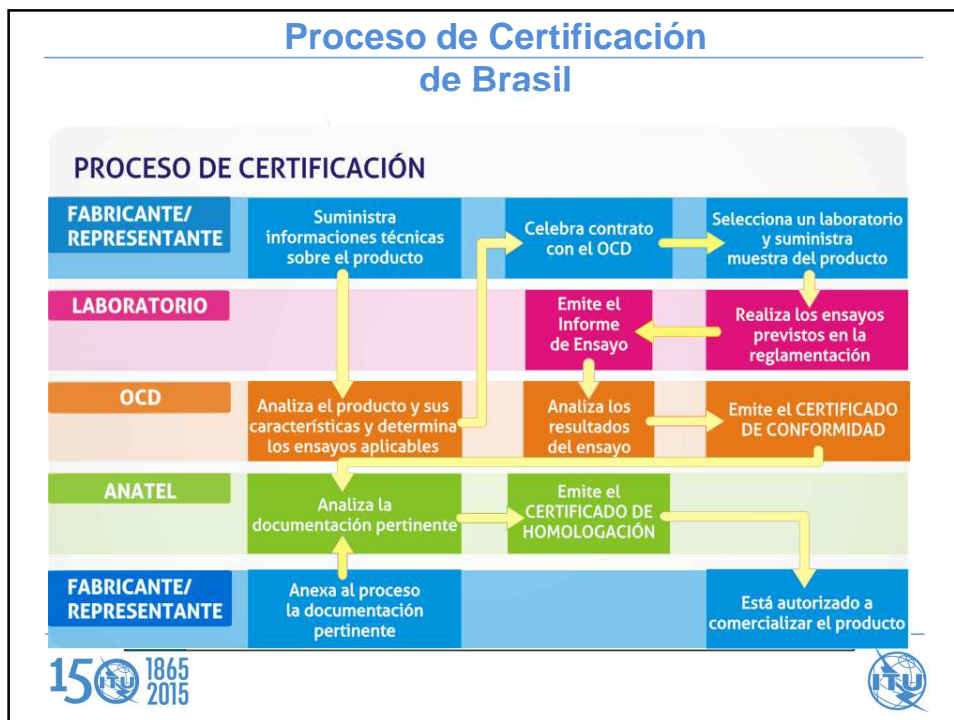 Proceso de Certificación
de Brasil
PROCESO DE CERTIFICACIÓN
FABRICANTE/
REPRESENTANTE
Suministra
informaciones técnicas
sobre el producto
Celebra contrato
con el OCD
Selecciona un laboratorio
y suministra
muestra del producto
LABORATORIO
Emite el
Informe
de Ensayo
Realiza los ensayos
previstos en la
reglamentación
OCD
Analiza el producto y sus
características y determina
los ensayos aplicables
Analiza los
resultados
del ensayo
Emite el CERTIFICADO
DE CONFORMIDAD
ANATEL
Analiza la
documentación pertinente
Emite el
CERTIFICADO DE
HOMOLOGACIÓN
FABRICANTE/
REPRESENTANTE
Anexa al proceso
la documentación
pertinente
Está autorizado a
comercializar el producto
150 ITU 1865
2015
ITU